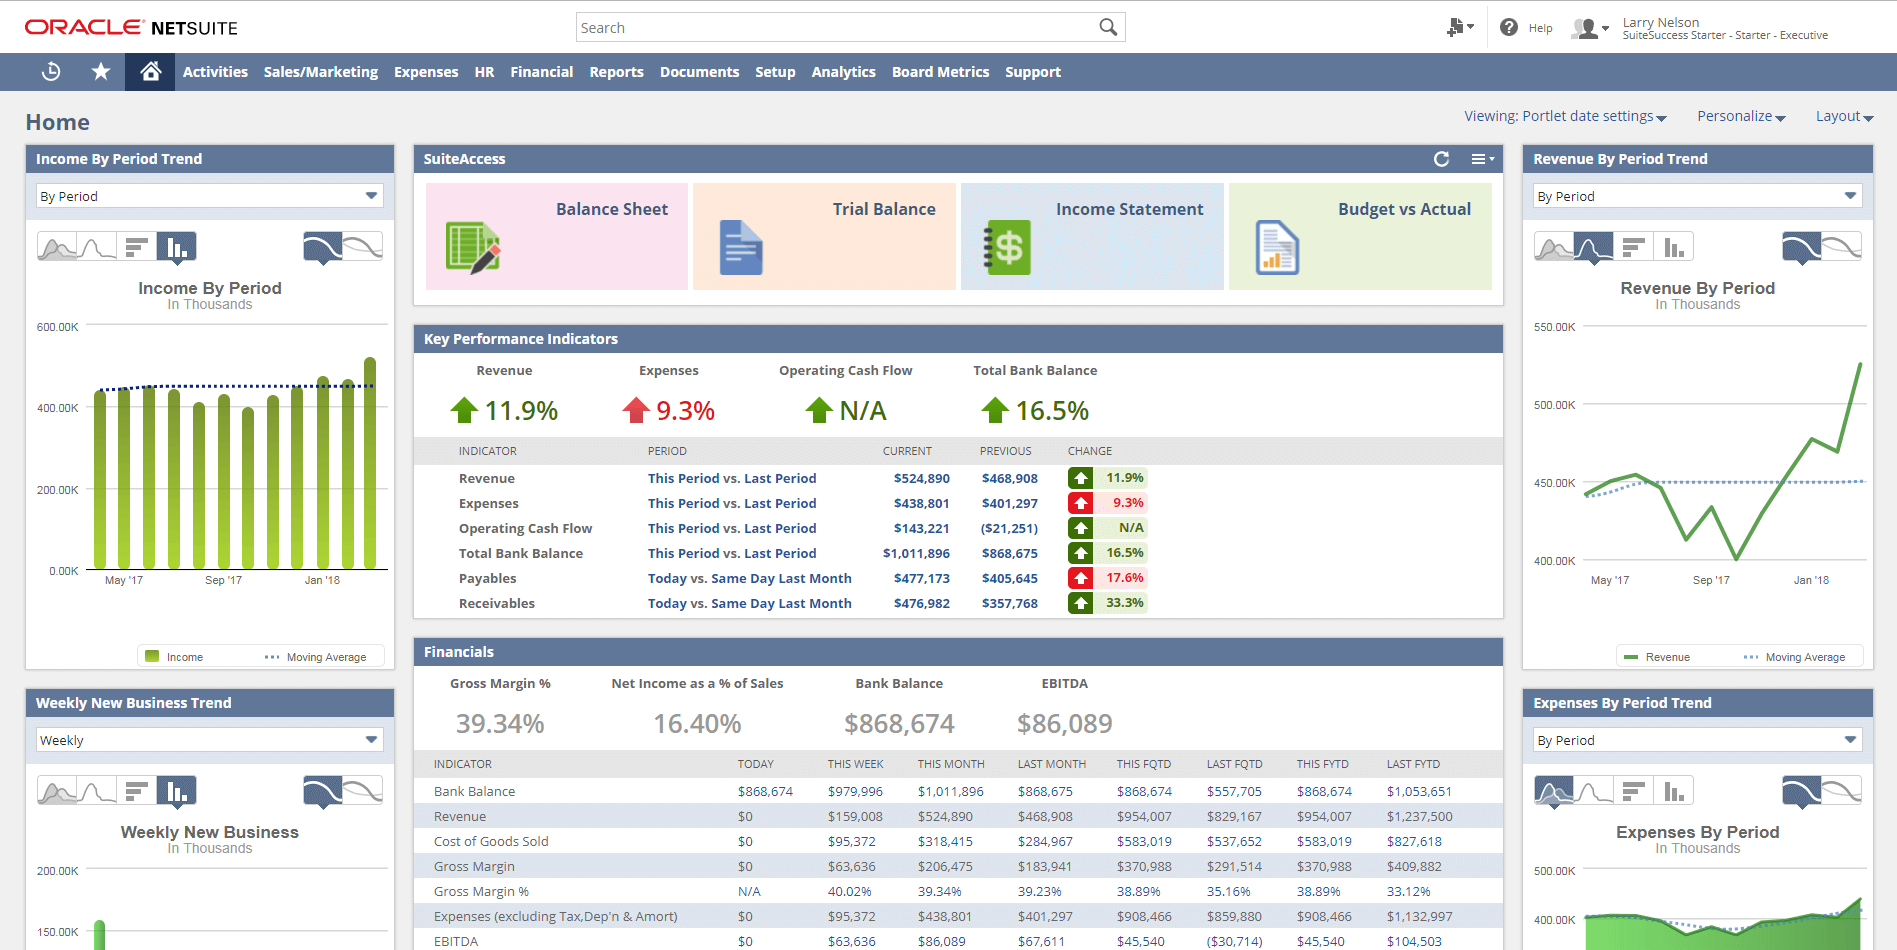 ORACLE NETSUITE
Search
Help
Larry Nelson
SuiteSuccess Starter - Starter - Executive
Activities Sales/Marketing Expenses HR Financial Reports Documents Setup Analytics Board Metrics Support
Home
Viewing: Portlet date settings Personalize Layout
Income By Period Trend
By Period
Income By Period
In Thousands
600.00K
400.00K
200.00K
0.00K
May '17 Sep '17 Jan '18
Income Moving Average
Weekly New Business Trend
Weekly
Weekly New Business
In Thousands
200.00K
150.00K
SuiteAccess
Balance Sheet Trial Balance Income Statement Budget vs Actual
Key Performance Indicators
Revenue Expenses Operating Cash Flow Total Bank Balance
11.9% 9.3% N/A 16.5%
INDICATOR PERIOD CURRENT PREVIOUS CHANGE
Revenue This Period vs. Last Period $524,890 $468,908 11.9%
Expenses This Period vs. Last Period $438,801 $401,297 9.3%
Operating Cash Flow This Period vs. Last Period $143,221 ($21,251) N/A
Total Bank Balance This Period vs. Last Period $1,011,896 $868,675 16.5%
Payables Today vs. Same Day Last Month $477,173 $405,645 17.6%
Receivables Today vs. Same Day Last Month $476,982 $357,768 33.3%
Financials
Gross Margin % Net Income as a % of Sales Bank Balance EBITDA
39.34% 16.40% $868,674 $86,089
INDICATOR TODAY THIS WEEK THIS MONTH LAST MONTH THIS FQTD LAST FQTD THIS FYTD LAST FYTD
Bank Balance $868,674 $979,996 $1,011,896 $868,675 $868,674 $557,705 $868,674 $1,053,651
Revenue $0 $159,008 $524,890 $468,908 $954,007 $829,167 $954,007 $1,237,500
Cost of Goods Sold $0 $95,372 $318,415 $284,967 $583,019 $537,652 $583,019 $827,618
Gross Margin $0 $63,636 $206,475 $183,941 $370,988 $291,514 $370,988 $409,882
Gross Margin % N/A 40.02% 39.34% 39.23% 38.89% 35.16% 38.89% 33.12%
Expenses (excluding Tax,Dep'n & Amort) $0 $95,372 $438,801 $401,297 $908,466 $859,880 $908,466 $1,132,997
EBITDA $0 $63,636 $86,089 $67,611 $45,540 ($30,714) $45,540 $104,503
Revenue By Period Trend
By Period
Revenue By Period
In Thousands
550.00K
500.00K
450.00K
400.00K
May '17 Sep '17 Jan '18
Revenue Moving Average
Expenses By Period Trend
By Period
Expenses By Period
In Thousands
500.00K
400.00K